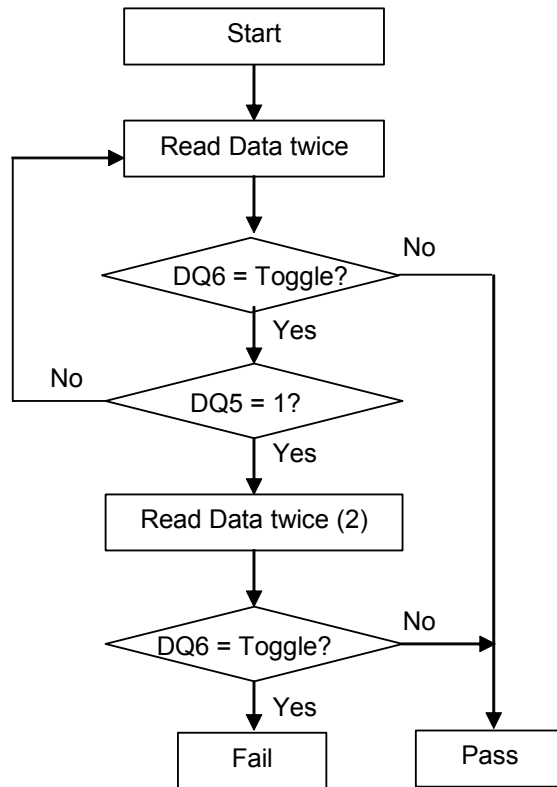 Start
Read Data twice
No
DQ6 = Toggle?
Yes
No
DQ5 = 1?
Yes
Read Data twice (2)
No
DQ6 = Toggle?
Yes
Fail
Pass